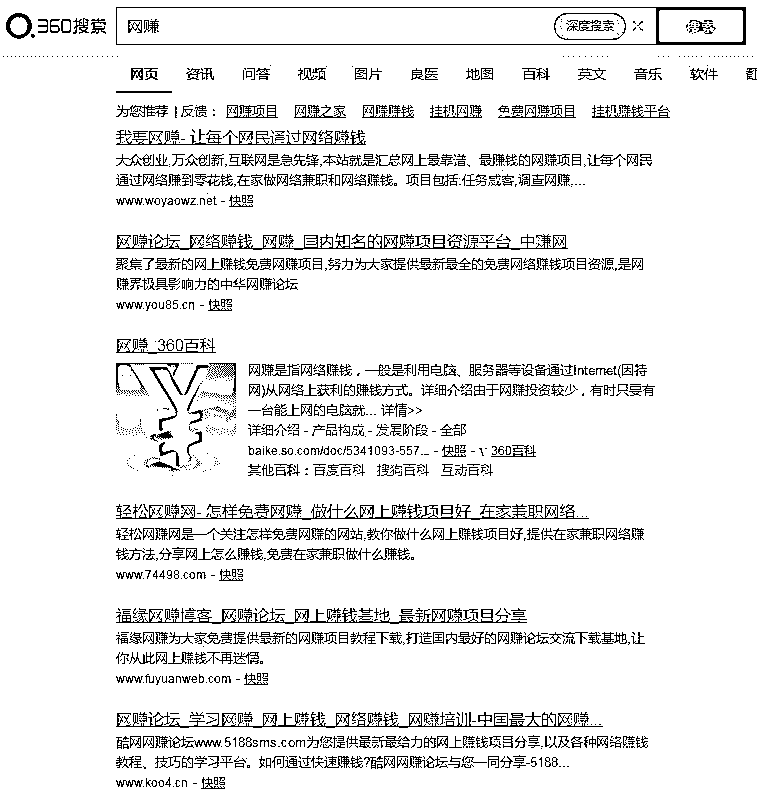 360搜索 网赚 深度搜索 × 搜索
网页 资讯 问答 视频 图片 良医 地图 百科 英文 音乐 软件
为您推荐 | 反馈： 网赚项目 网赚之家 网赚赚钱 挂机网赚 免费网赚项目 挂机赚钱平台
我要网赚- 让每个网民通过网络赚钱
大众创业,万众创新,互联网是急先锋,本站就是汇总网上最靠谱、最赚钱的网赚项目,让每个网民
通过网络赚到零花钱,在家做网络兼职和网络赚钱。项目包括:任务威客,调查网赚,...
www.woyaowz.net - 快照
网赚论坛_网络赚钱_网赚_国内知名的网赚项目资源平台_中赚网
聚集了最新的网上赚钱免费网赚项目,努力为大家提供最新最全的免费网络赚钱项目资源,是网
赚界极具影响力的中华网赚论坛
www.you85.cn - 快照
网赚_360百科
网赚是指网络赚钱，一般是利用电脑、服务器等设备通过Internet(因特
网)从网络上获利的赚钱方式。详细介绍由于网赚投资较少，有时只要有
一台能上网的电脑就... 详情>>
详细介绍 - 产品构成 - 发展阶段 - 全部
baike.so.com/doc/5341093-557... - 快照 - 360百科
其他百科：百度百科 搜狗百科 互动百科
轻松网赚网- 怎样免费网赚_做什么网上赚钱项目好_在家兼职网络...
轻松网赚网是一个关注怎样免费网赚的网站,教你做什么网上赚钱项目好,提供在家兼职网络赚
钱方法,分享网上怎么赚钱,免费在家兼职做什么赚钱。
www.74498.com - 快照
福缘网赚博客_网赚论坛_网上赚钱基地_最新网赚项目分享
福缘网赚为大家免费提供最新的网赚项目教程下载,打造国内最好的网赚论坛交流下载基地,让
你从此网上赚钱不再迷惘。
www.fuyuanweb.com - 快照
网赚论坛_学习网赚_网上赚钱_网络赚钱_网赚培训-中国最大的网赚...
酷网网赚论坛www.5188sms.com为您提供最新最给力的网上赚钱项目分享,以及各种网络赚钱
教程、技巧的学习平台。如何通过快速赚钱?酷网网赚论坛与您一同分享-5188...
www.koo4.cn - 快照